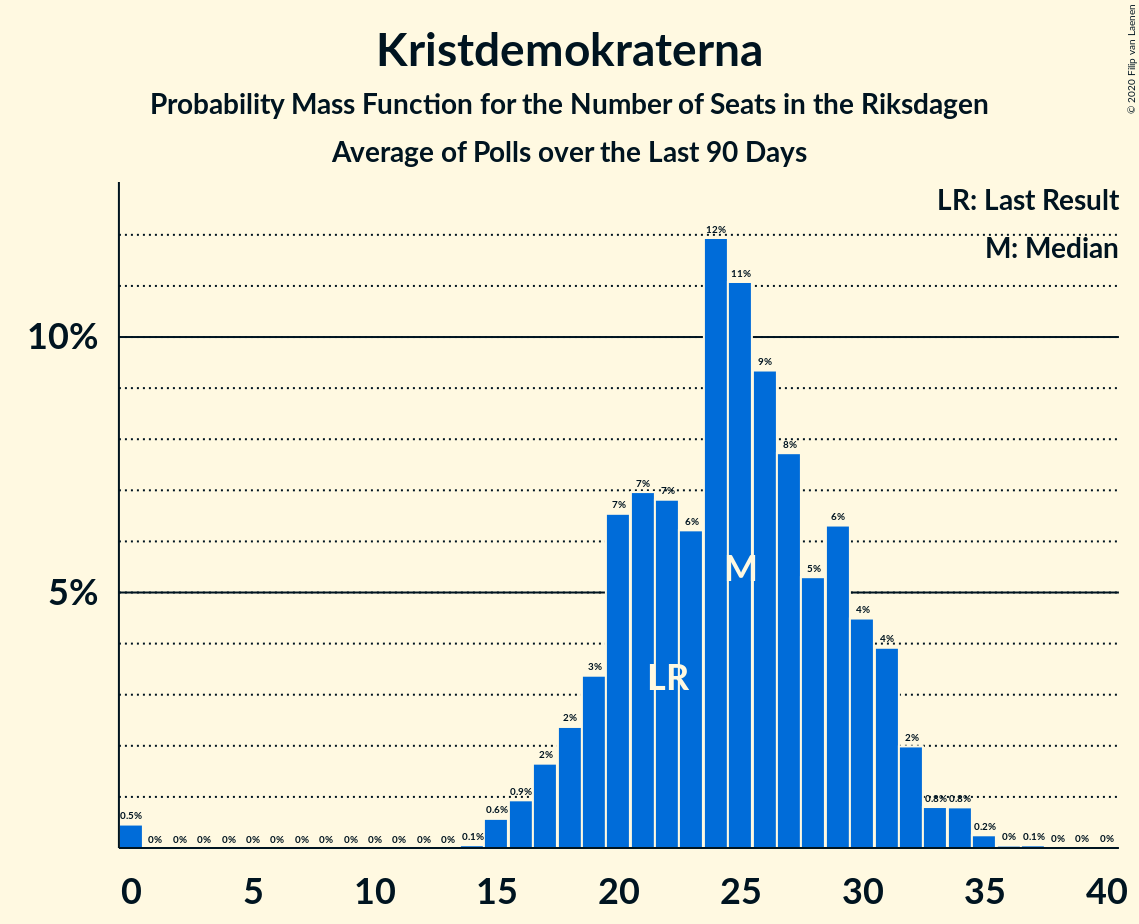 Kristdemokraterna
Probability Mass Function for the Number of Seats in the Riksdagen
Average of Polls over the Last 90 Days
© 2020 Filip van Laenen
LR: Last Result
M: Median
10%
5%
0.5% 0% 0% 0% 0% 0% 0% 0% 0% 0% 0% 0% 0% 0% 0.1% 0.6% 0.9% 2% 2% 3% 7% 7% 7% 6% 12% 11% 9% 8% 5% 6% 4% 4% 2% 0.8% 0.8% 0.2% 0% 0.1% 0% 0% 0%
M
LR
0 5 10 15 20 25 30 35 40